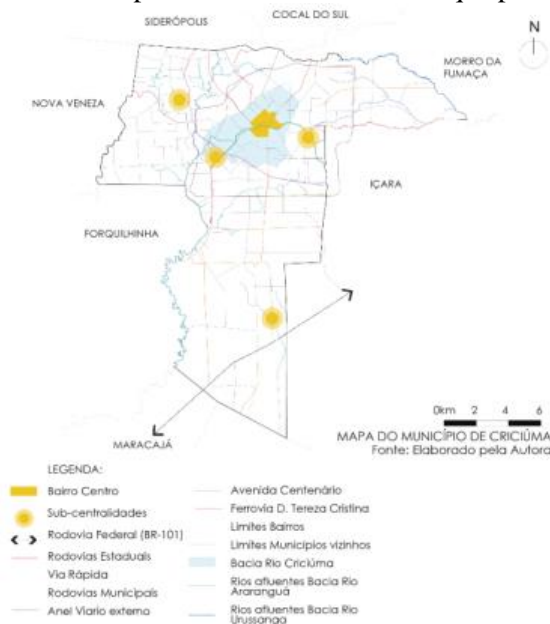 SIDERÓPOLIS
COCAL DO SUL
N
MORRO DA
FUMAÇA
NOVA VENEZA
IÇARA
FORQUILHINHA
MARACAJÁ
0km 2 4 6
MAPA DO MUNICÍPIO DE CRICIÚMA
Fonte: Elaborado pela Autora
LEGENDA:
Bairro Centro
Sub-centralidades
Rodovia Federal (BR-101)
Rodovias Estaduais
Via Rápida
Rodovias Municipais
Anel Viario externo
Avenida Centenário
Ferrovia D. Tereza Cristina
Limites Bairros
Limites Municípios vizinhos
Bacia Rio Criciúma
Rios afluentes Bacia Rio
Araranguá
Rios afluentes Bacia Rio
Urussanga